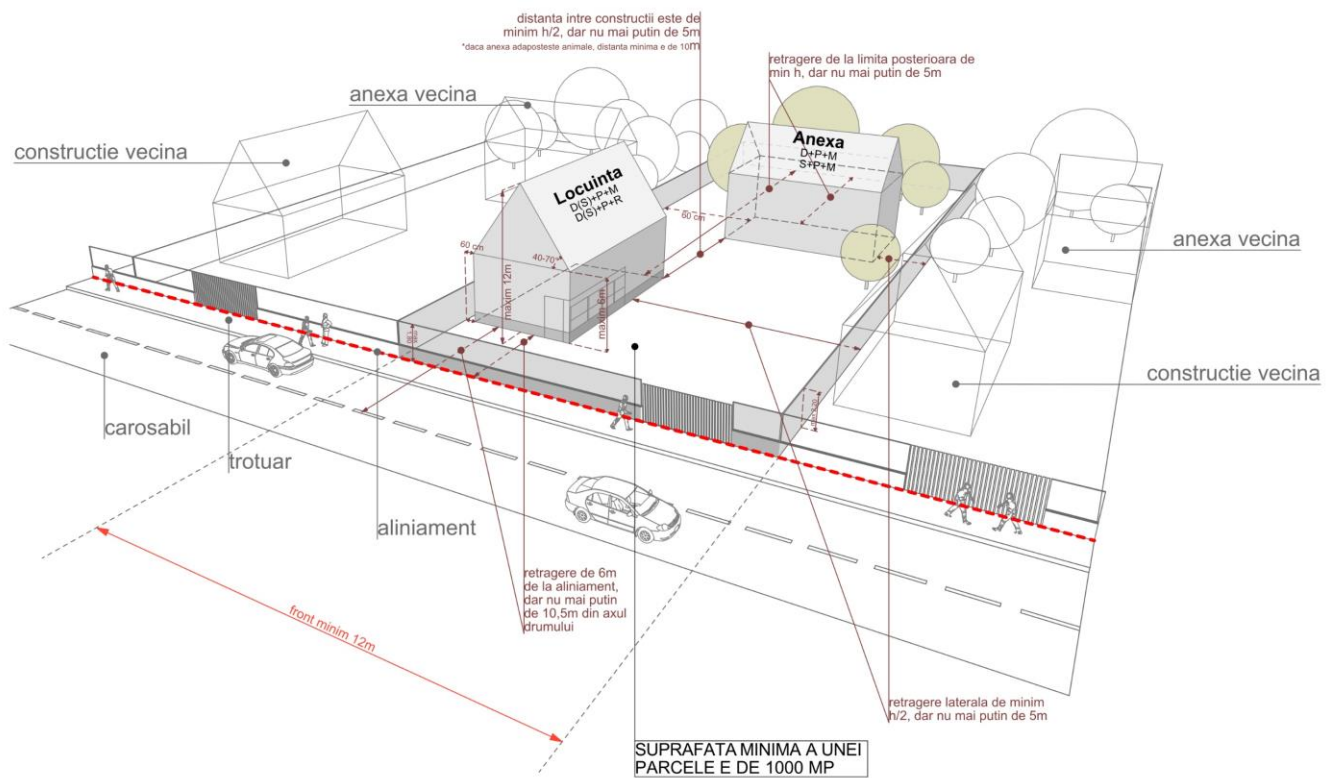 distanta intre constructii este de
minim h/2, dar nu mai putin de 5m
*daca anexa adaposteste animale, distanta minima e de 10m
retragere de la limita posterioara de
min h, dar nu mai putin de 5m
anexa vecina
constructie vecina
Anexa
D+P+M
S+P+M
Locuinta
D(S)+P+M
D(S)+P+R
60 cm
60 cm
40-70°
maxim 12m
maxim 6m
anexa vecina
constructie vecina
carosabil
trotuar
aliniament
retragere de 6m
de la aliniament,
dar nu mai putin
de 10,5m din axul
drumului
front minim 12m
retragere laterala de minim
h/2, dar nu mai putin de 5m
SUPRAFATA MINIMA A UNEI
PARCELE E DE 1000 MP